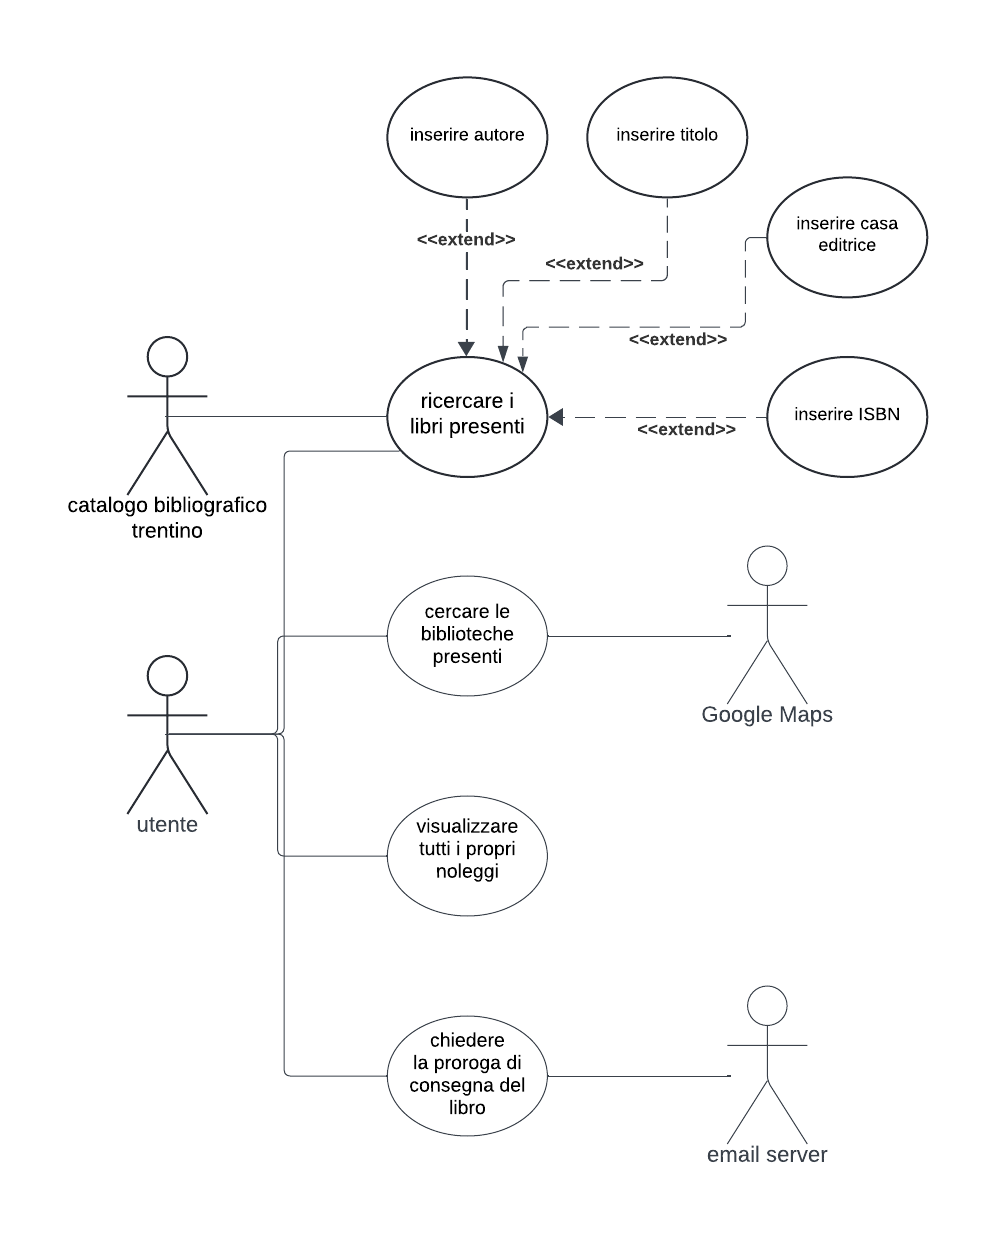 inserire autore
inserire titolo
inserire casa
editrice
<<extend>>
<<extend>>
<<extend>>
ricercare i
libri presenti
<<extend>>
inserire ISBN
catalogo bibliografico
trentino
cercare le
biblioteche
presenti
Google Maps
utente
visualizzare
tutti i propri
noleggi
chiedere
la proroga di
consegna del
libro
email server